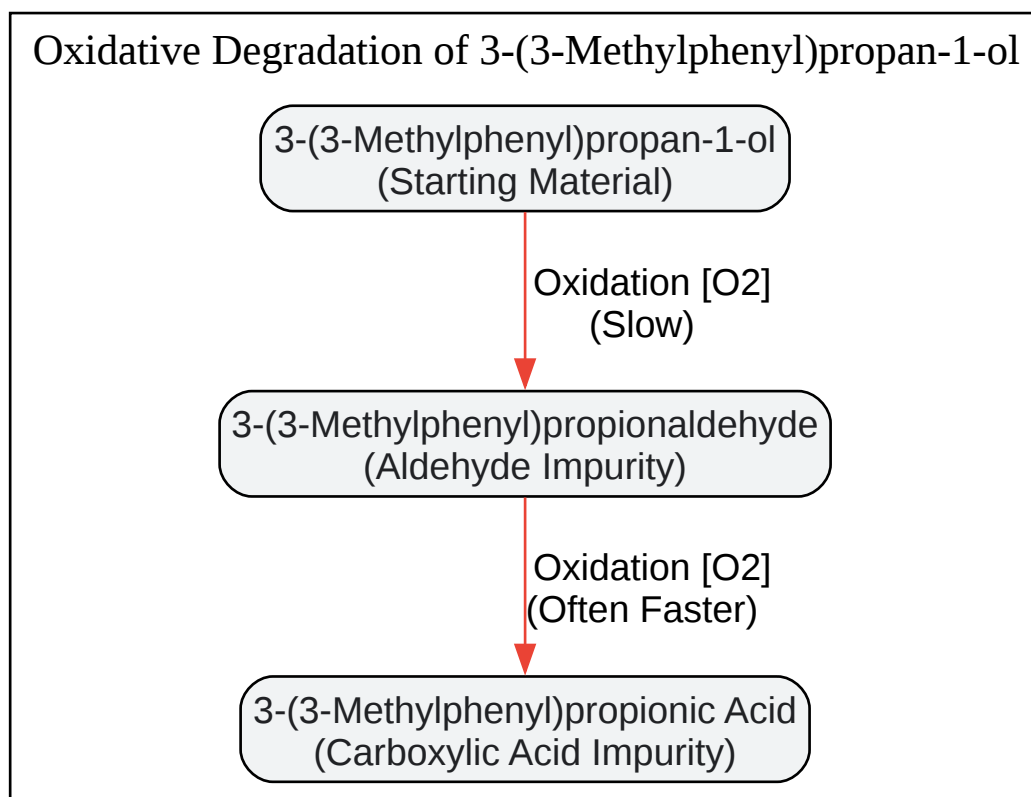 Oxidative Degradation of 3-(3-Methylphenyl)propan-1-ol
3-(3-Methylphenyl)propan-1-ol
(Starting Material)
Oxidation [O2]
(Slow)
3-(3-Methylphenyl)propionaldehyde
(Aldehyde Impurity)
Oxidation [O2]
(Often Faster)
3-(3-Methylphenyl)propionic Acid
(Carboxylic Acid Impurity)